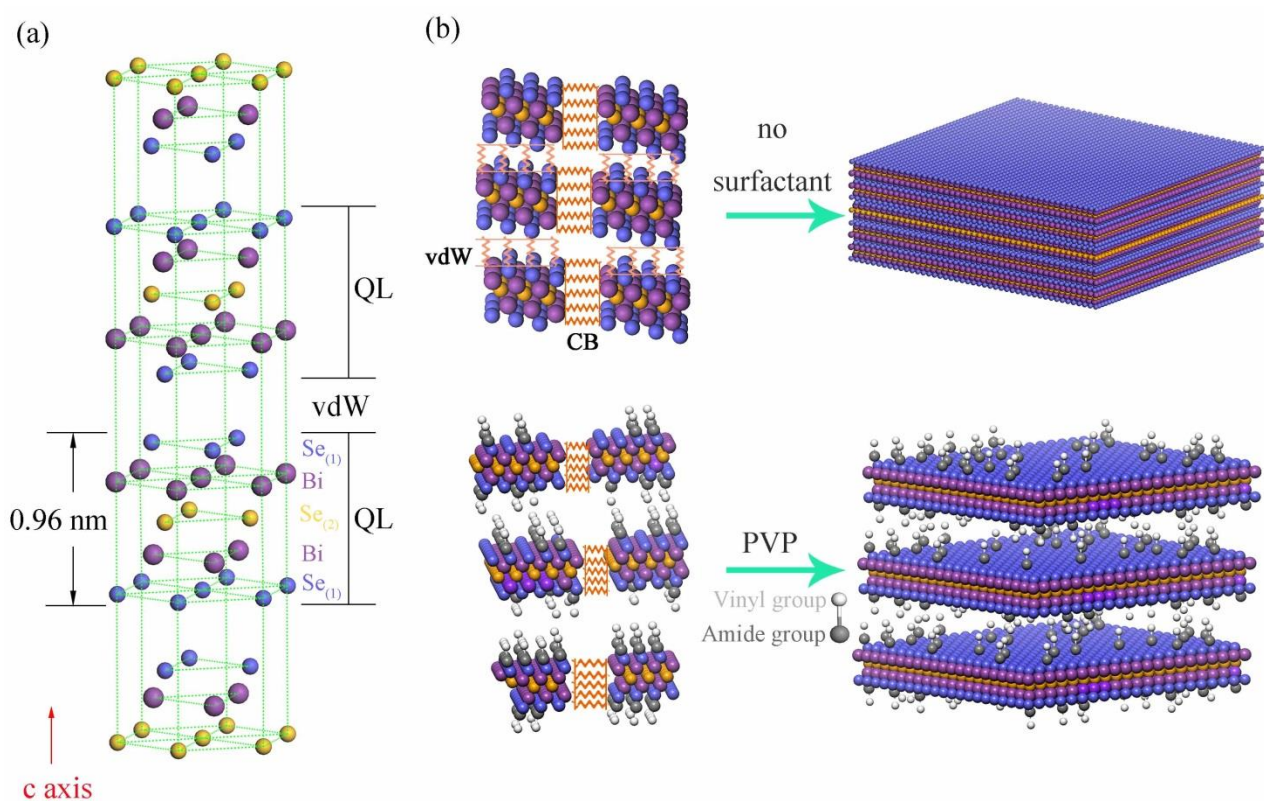 (a)
QL
vdW
0.96 nm
Se(1)
Bi
Se(2)
Bi
Se(1)
QL
c axis
(b)
vdW
CB
no
surfactant
PVP
Vinyl group
Amide group